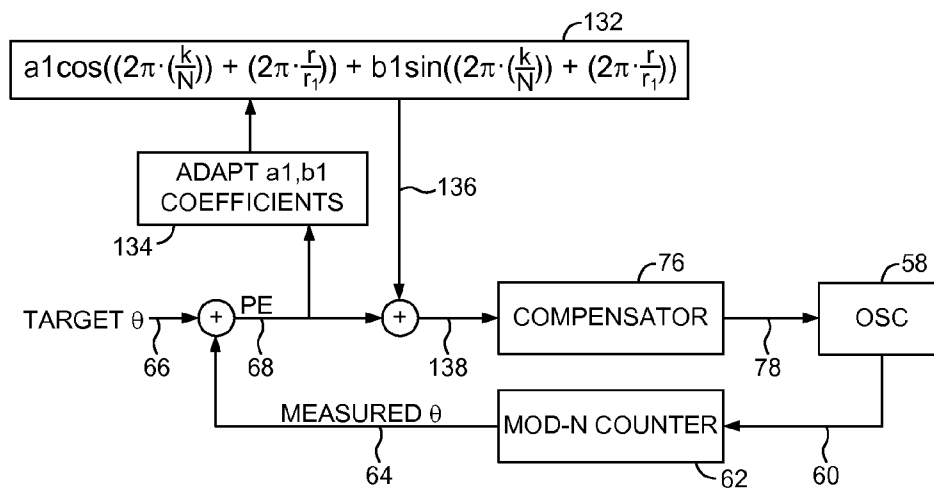 132
a1cos((2π·(k/N)) + (2π·r/r₁)) + b1sin((2π·(k/N)) + (2π·r/r₁))
ADAPT a1,b1
COEFFICIENTS
134
136
76
58
TARGET θ
PE
COMPENSATOR
OSC
66
68
138
78
MEASURED θ
MOD-N COUNTER
64
62
60